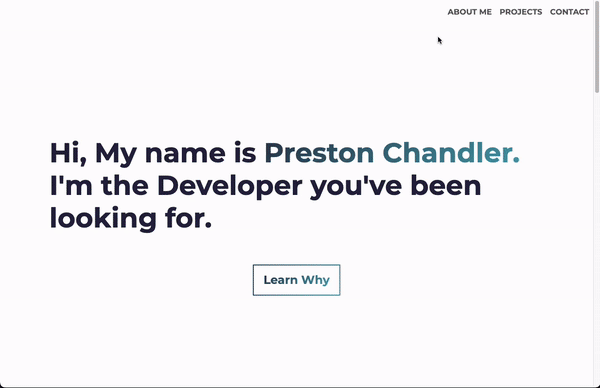 ABOUT ME PROJECTS CONTACT
Hi, My name is Preston Chandler.
I'm the Developer you've been
looking for.
Learn Why